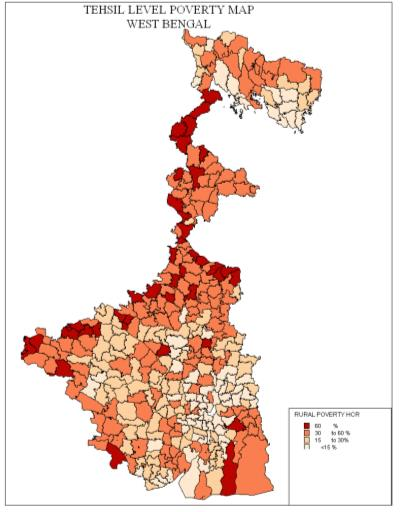 TEHSIL LEVEL POVERTY MAP
WEST BENGAL
RURAL POVERTY HCR
60 %
30 to 60 %
15 to 30%
<15 %